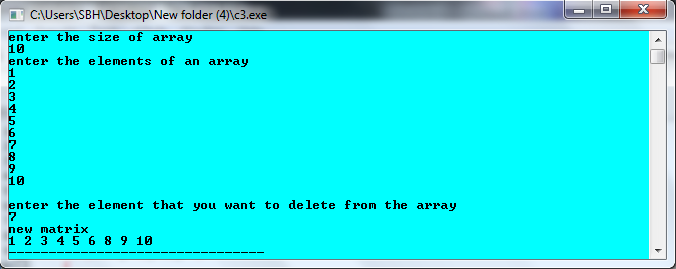 C:\Users\SBH\Desktop\New folder (4)\c3.exe
enter the size of array
10
enter the elements of an array
1
2
3
4
5
6
7
8
9
10
enter the element that you want to delete from the array
7
new matrix
1 2 3 4 5 6 8 9 10
--------------------------------